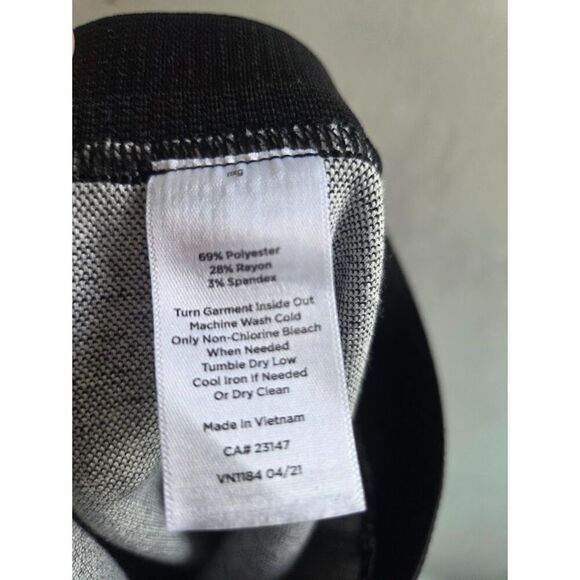 nxg
69% Polyester
28% Rayon
3% Spandex
Turn Garment Inside Out
Machine Wash Cold
Only Non-Chlorine Bleach
When Needed
Tumble Dry Low
Cool Iron If Needed
Or Dry Clean
Made in Vietnam
CA# 23147
VN1184 04/21